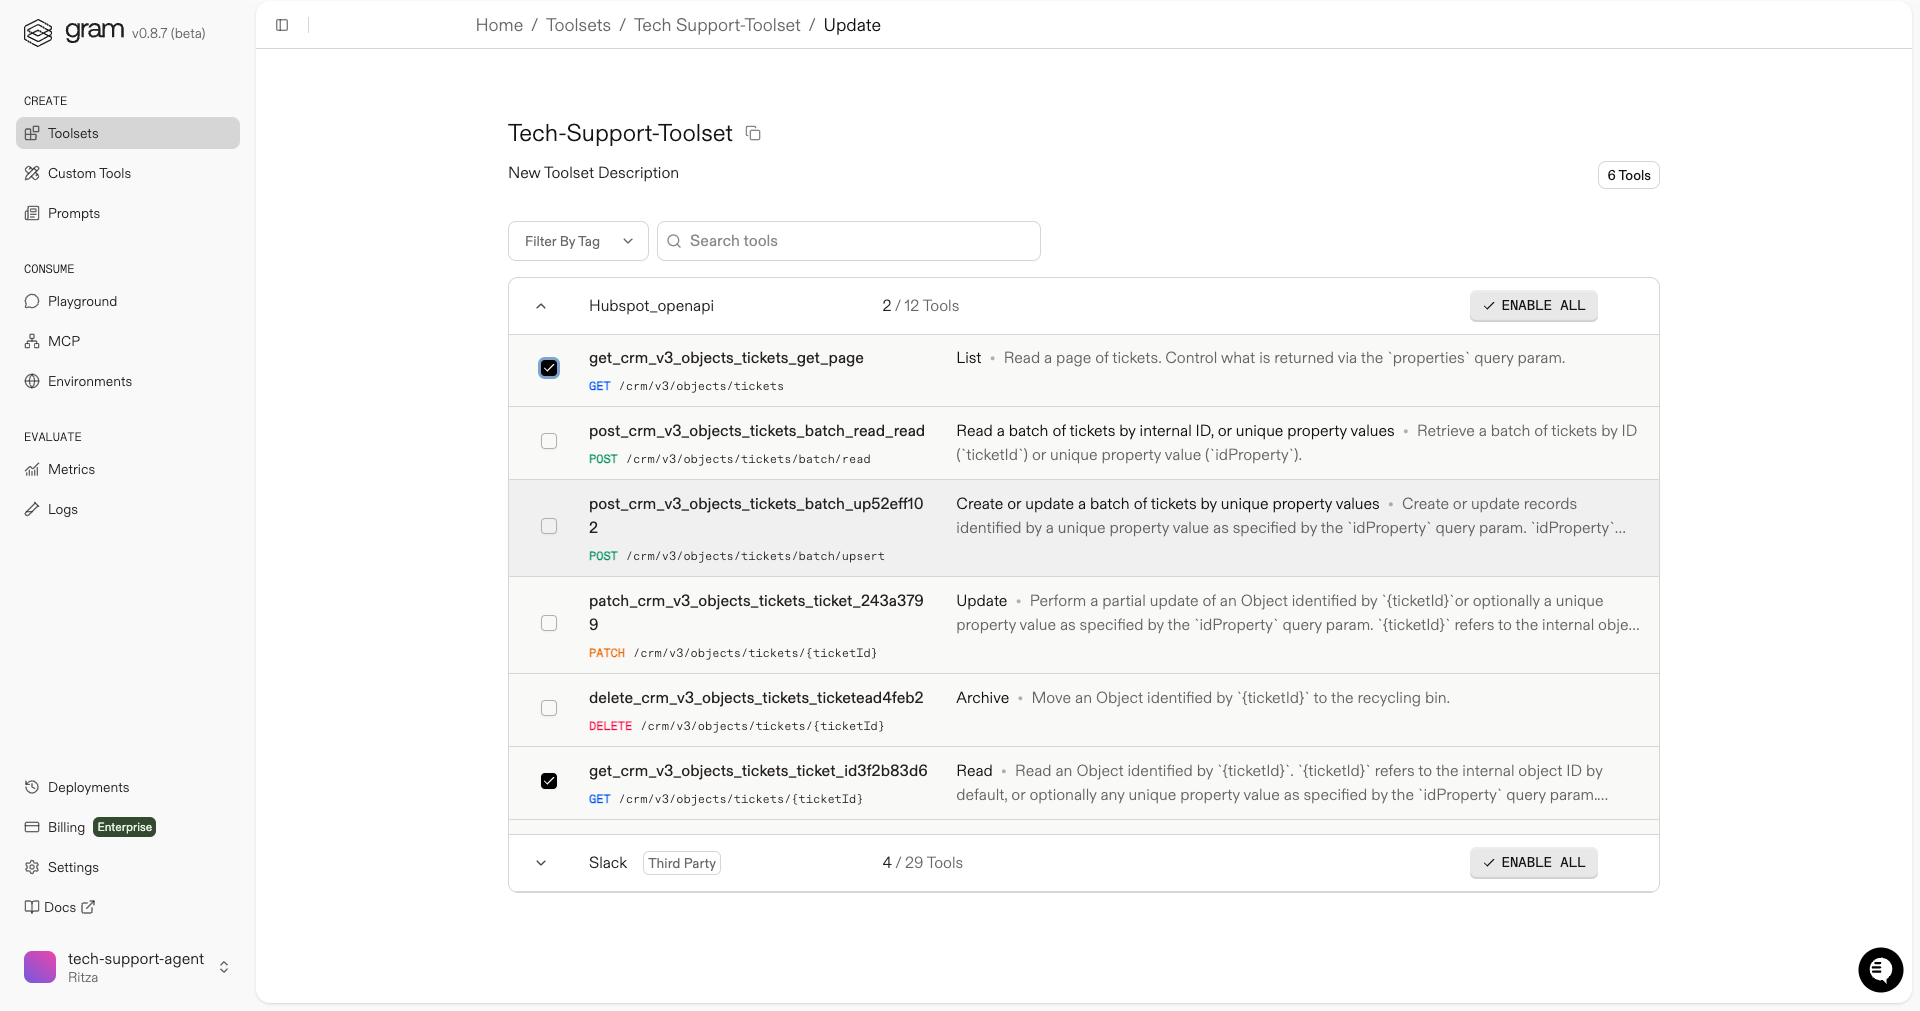 gram v0.8.7 (beta)
CREATE
Toolsets
Custom Tools
Prompts
CONSUME
Playground
MCP
Environments
EVALUATE
Metrics
Logs
Deployments
Billing Enterprise
Settings
Docs
tech-support-agent
Ritza
Home / Toolsets / Tech Support-Toolset / Update
Tech-Support-Toolset
New Toolset Description
6 Tools
Filter By Tag
Search tools
Hubspot_openapi 2 / 12 Tools ENABLE ALL
get_crm_v3_objects_tickets_get_page
GET /crm/v3/objects/tickets
List • Read a page of tickets. Control what is returned via the `properties` query param.
post_crm_v3_objects_tickets_batch_read_read
POST /crm/v3/objects/tickets/batch/read
Read a batch of tickets by internal ID, or unique property values • Retrieve a batch of tickets by ID
(`ticketId`) or unique property value (`idProperty`).
post_crm_v3_objects_tickets_batch_up52eff10
2
POST /crm/v3/objects/tickets/batch/upsert
Create or update a batch of tickets by unique property values • Create or update records
identified by a unique property value as specified by the `idProperty` query param. `idProperty`...
patch_crm_v3_objects_tickets_ticket_243a379
9
PATCH /crm/v3/objects/tickets/{ticketId}
Update • Perform a partial update of an Object identified by `{ticketId}`or optionally a unique
property value as specified by the `idProperty` query param. `{ticketId}` refers to the internal obje...
delete_crm_v3_objects_tickets_ticketead4feb2
DELETE /crm/v3/objects/tickets/{ticketId}
Archive • Move an Object identified by `{ticketId}` to the recycling bin.
get_crm_v3_objects_tickets_ticket_id3f2b83d6
GET /crm/v3/objects/tickets/{ticketId}
Read • Read an Object identified by `{ticketId}`. `{ticketId}` refers to the internal object ID by
default, or optionally any unique property value as specified by the `idProperty` query param....
Slack Third Party 4 / 29 Tools ENABLE ALL